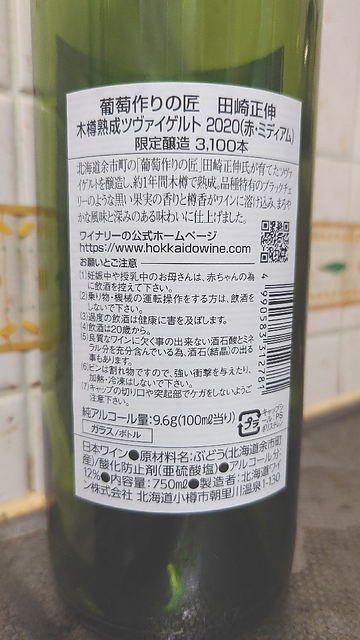 葡萄作りの匠 田崎正伸
木樽熟成ツヴァイゲルト 2020(赤・ミディアム)
限定醸造 3,100本
北海道余市町の「葡萄作りの匠」田崎正伸氏が育てたツヴァ
イゲルトを醸造し、約1年間木樽で熟成。品種特有のブラックチェ
リーのような黒い果実の香りと樽香がワインに溶け込み、まろや
かな風味と深みのある味わいに仕上げました。
ワイナリーの公式ホームページ
https://www.hokkaidowine.com
お願いとご注意
(1)妊娠中や授乳中のお母さんは、赤ちゃんの為
に飲酒を控えて下さい。
(2)乗り物・機械の運転操作をする方は、飲酒を
しないで下さい。
(3)過度の飲酒は健康に害を及ぼします。
(4)飲酒は20歳から。
(5)良質なワインに欠く事の出来ない酒石酸とミネ
ラル分を充分含んでいる為、酒石(結晶)の出る
事もあります。
(6)ビンは割れ物ですので、強い衝撃を与えたり、
加熱・冷凍はしないで下さい。
(7)キャップの切り口や突起部でケガをしないようご
注意下さい。
4 990583 312781
純アルコール量:9.6g(100mℓ当り)
ガラス/ボトル
プラ
キャップシ
ール:PS,
ポリスチレン
日本ワイン●原材料名:ぶどう(北海道余市町
産)/酸化防止剤(亜硫酸塩)●アルコール分:
12%●内容量:750mℓ●製造者:北海道ワイ
ン株式会社 北海道小樽市朝里川温泉1-130